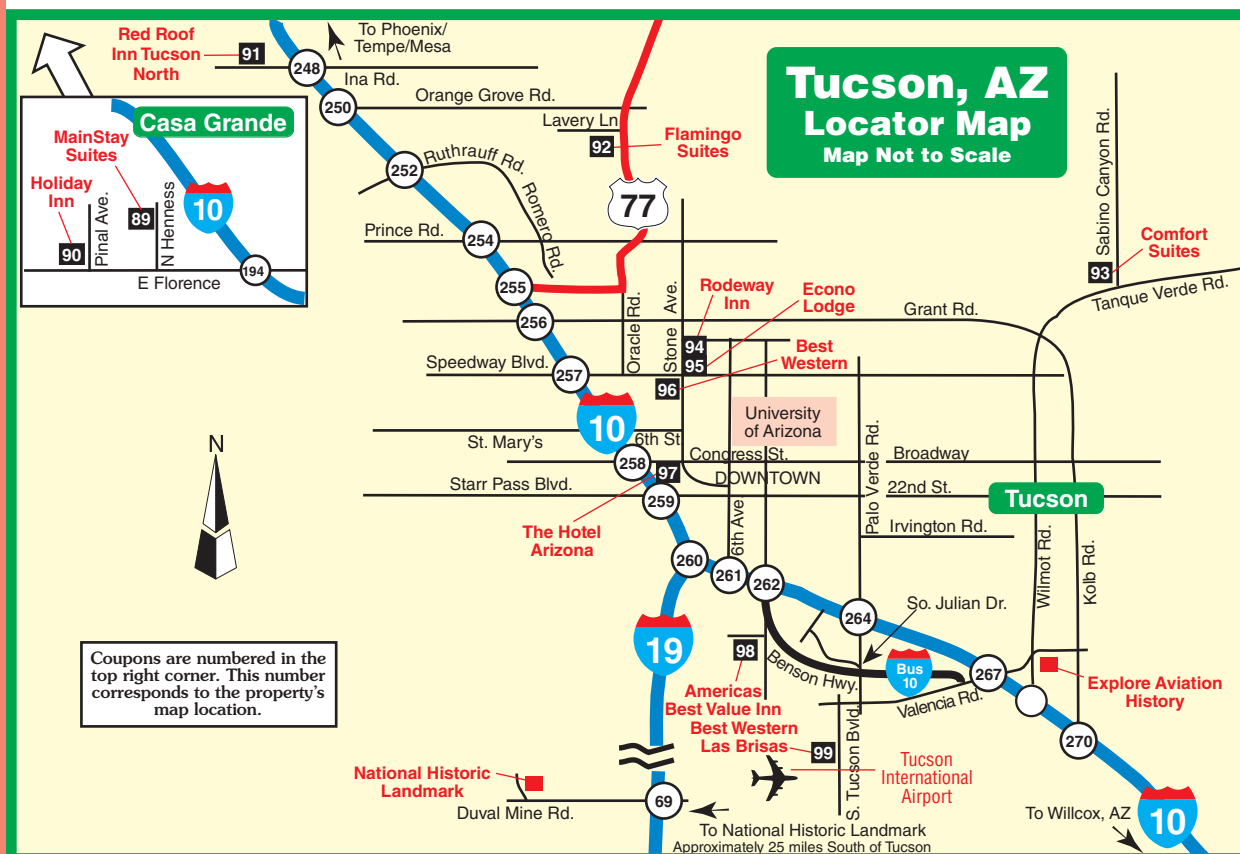 Tucson, AZ
Locator Map
Map Not to Scale
Red Roof
Inn Tucson
North
91
248
To Phoenix/
Tempe/Mesa
Ina Rd.
250
Orange Grove Rd.
Lavery Ln
92
Flamingo
Suites
Casa Grande
MainStay
Suites
Holiday
Inn
90
Pinal Ave.
89
N Henness
10
194
E Florence
252
Ruthrauff Rd.
Romero Rd.
77
Prince Rd.
254
255
256
Sabino Canyon Rd.
93
Comfort
Suites
Tanque Verde Rd.
Oracle Rd.
Stone Ave.
Rodeway
Inn
Econo
Lodge
Grant Rd.
94
95
Best
Western
Speedway Blvd.
257
96
10
University
of Arizona
St. Mary's
6th St
Congress St.
Broadway
258
97
DOWNTOWN
Palo Verde Rd.
Starr Pass Blvd.
259
22nd St.
Tucson
The Hotel
Arizona
6th Ave.
Irvington Rd.
Wilmot Rd.
Kolb Rd.
N
260
261
262
264
So. Julian Dr.
19
98
Benson Hwy.
Bus
10
267
Valencia Rd.
Explore Aviation
History
270
Coupons are numbered in the
top right corner. This number
corresponds to the property's
map location.
Americas
Best Value Inn
Best Western
Las Brisas
99
S. Tucson Bvld.
Tucson
International
Airport
National Historic
Landmark
Duval Mine Rd.
69
To National Historic Landmark
Approximately 25 miles South of Tucson
To Willcox, AZ
10